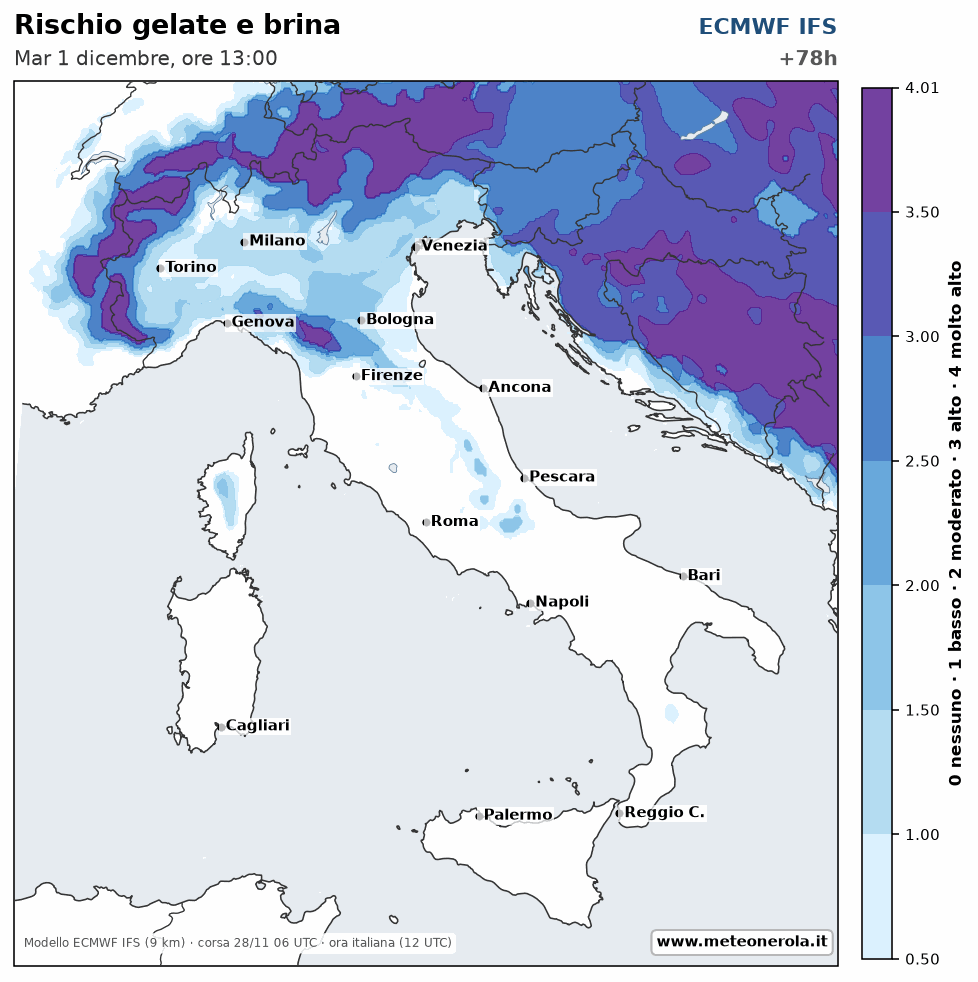 Rischio gelate e brina
ECMWF IFS
Mar 1 dicembre, ore 13:00
+78h
4.01
3.50
3.00
2.50
2.00
1.50
1.00
0.50
0 nessuno · 1 basso · 2 moderato · 3 alto · 4 molto alto
Milano
Venezia
Torino
Genova
Bologna
Firenze
Ancona
Pescara
Roma
Bari
Napoli
Cagliari
Palermo
Reggio C.
Modello ECMWF IFS (9 km) · corsa 28/11 06 UTC · ora italiana (12 UTC)
www.meteonerola.it